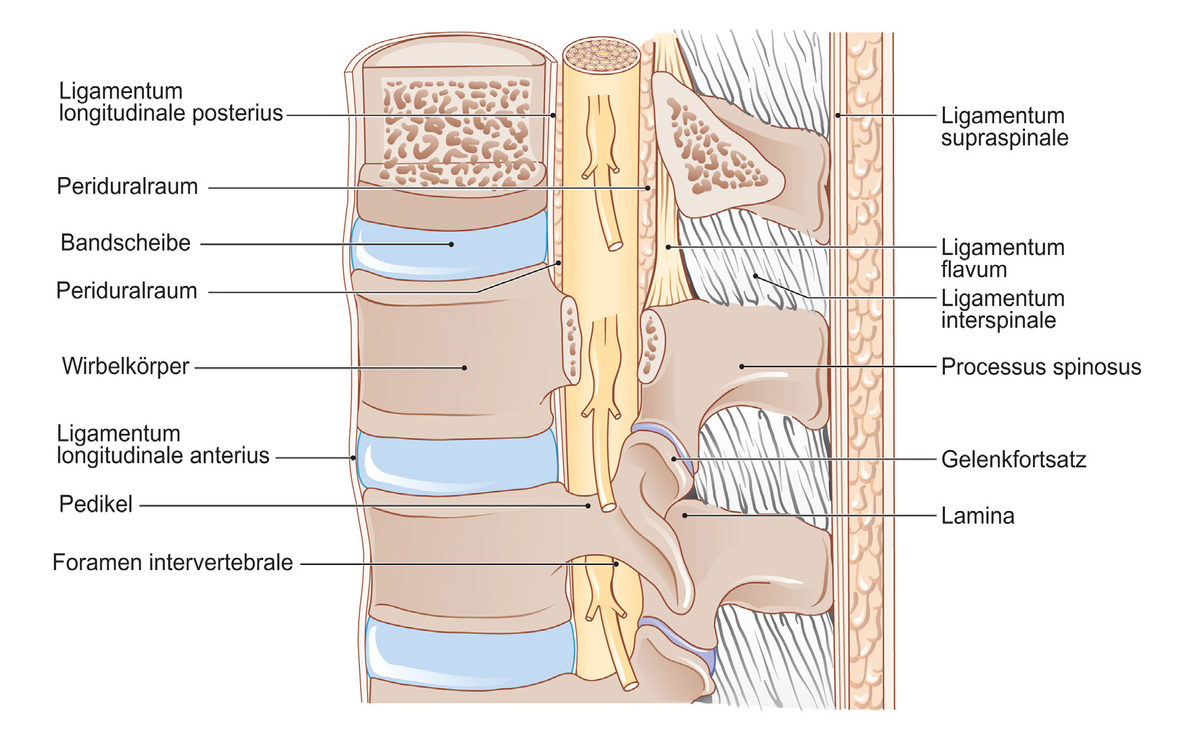 Ligamentum
longitudinale posterius
Periduralraum
Bandscheibe
Periduralraum
Wirbelkörper
Ligamentum
longitudinale anterius
Pedikel
Foramen intervertebrale
Ligamentum
supraspinale
Ligamentum
flavum
Ligamentum
interspinale
Processus spinosus
Gelenkfortsatz
Lamina